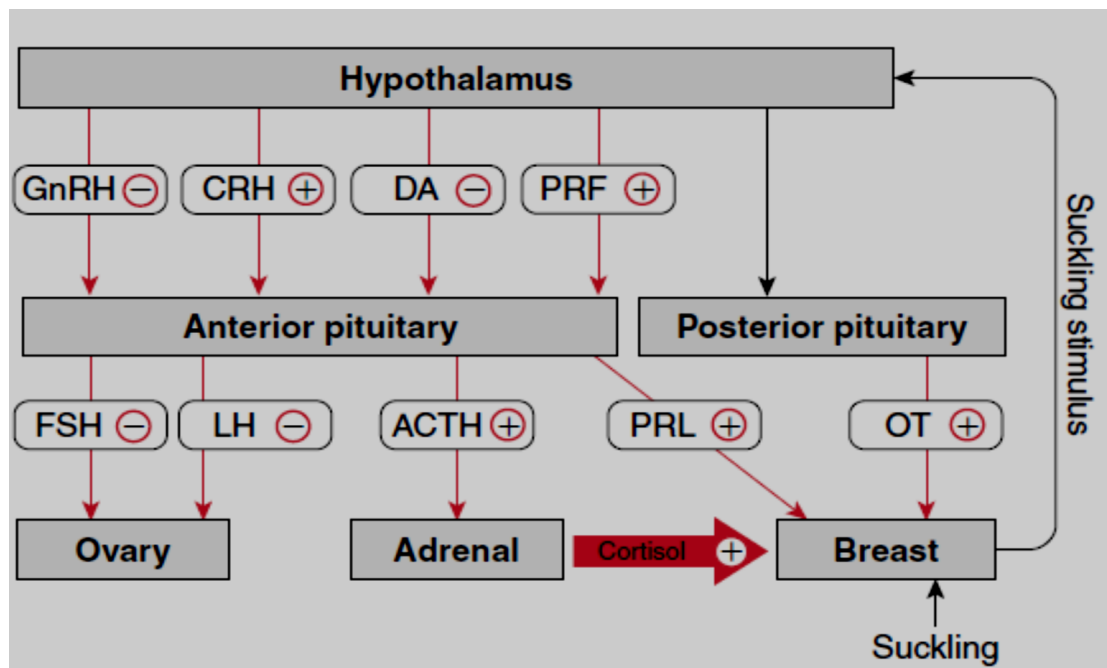 Hypothalamus
GnRH −
CRH +
DA −
PRF +
Suckling stimulus
Anterior pituitary
Posterior pituitary
FSH −
LH −
ACTH +
PRL +
OT +
Ovary
Adrenal
Cortisol +
Breast
Suckling